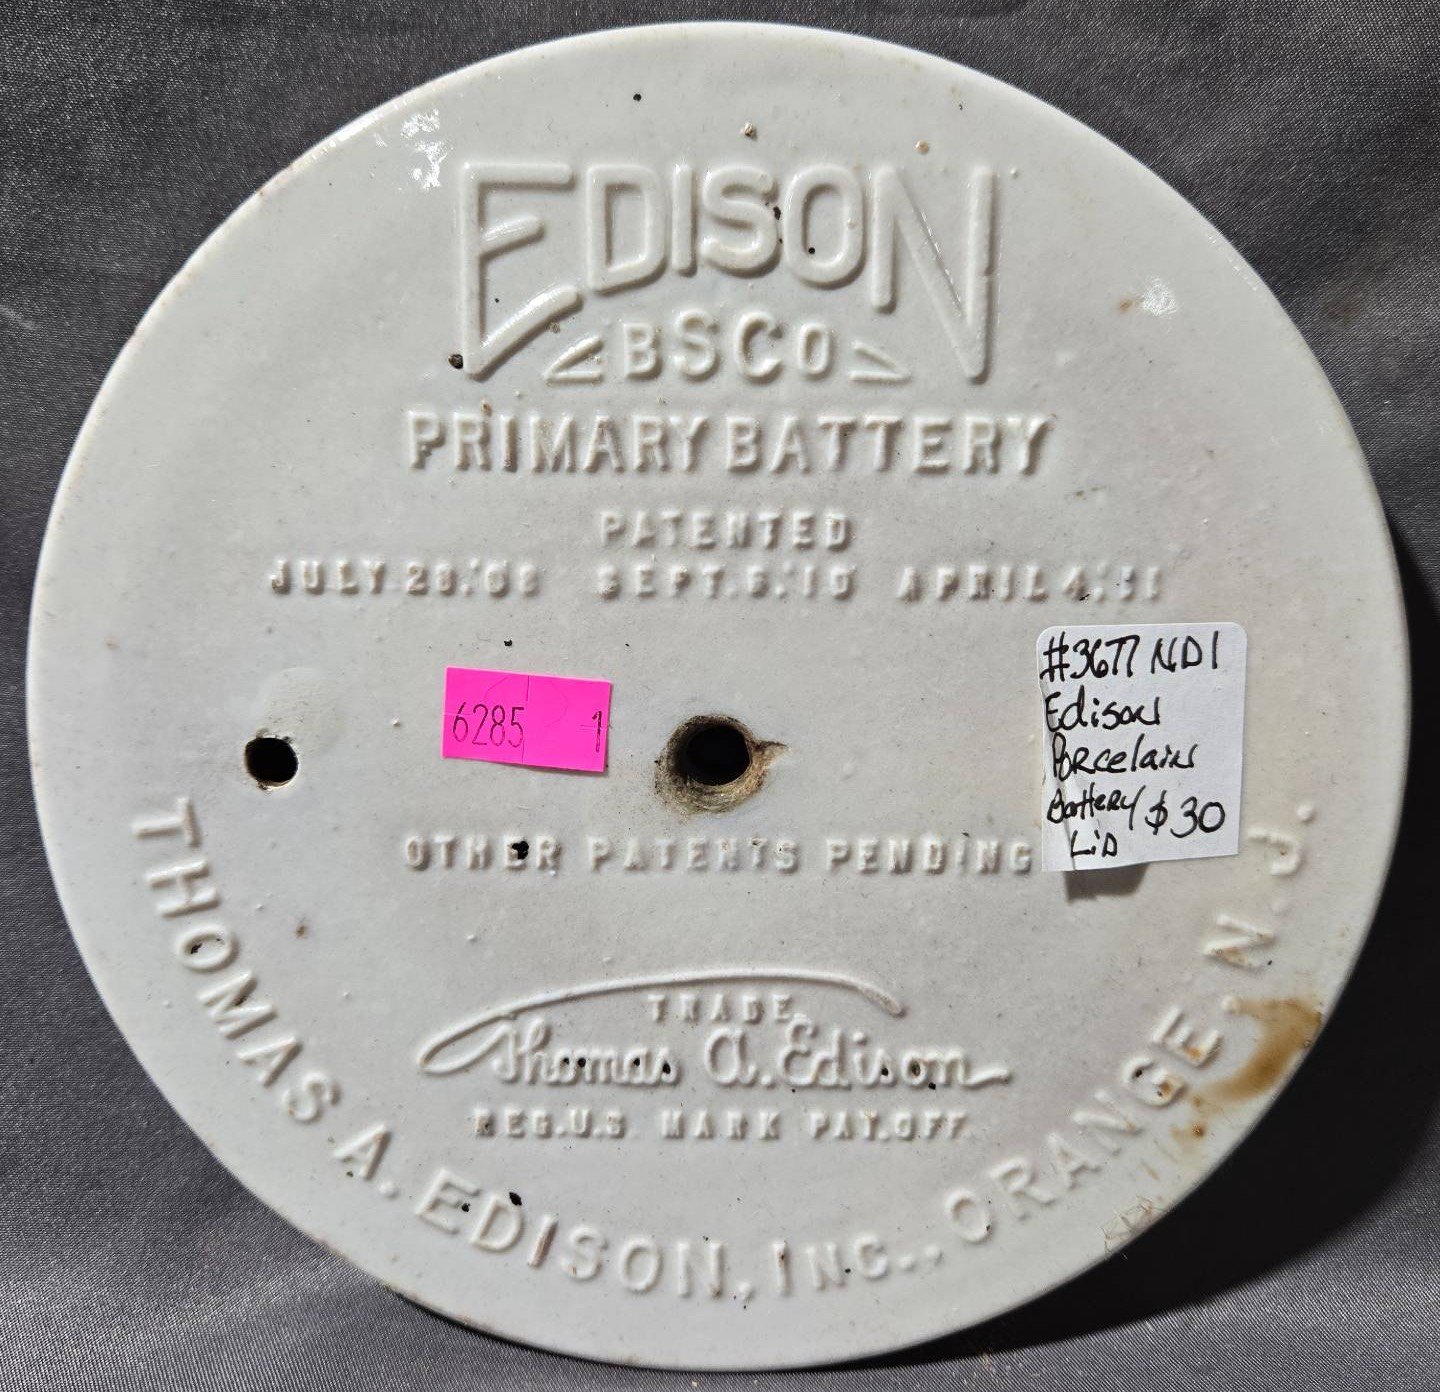 EDISON
BSCO
PRIMARY BATTERY
PATENTED
JULY 28.'08 SEPT.6.'10 APRIL 4.'11
#3677 ND1
Edison
Porcelain
Battery $30
Lid
6285 1
OTHER PATENTS PENDING
TRADE
Thomas A. Edison
REG.U.S. MARK PAT.OFF.
THOMAS A. EDISON, INC., ORANGE, N.J.